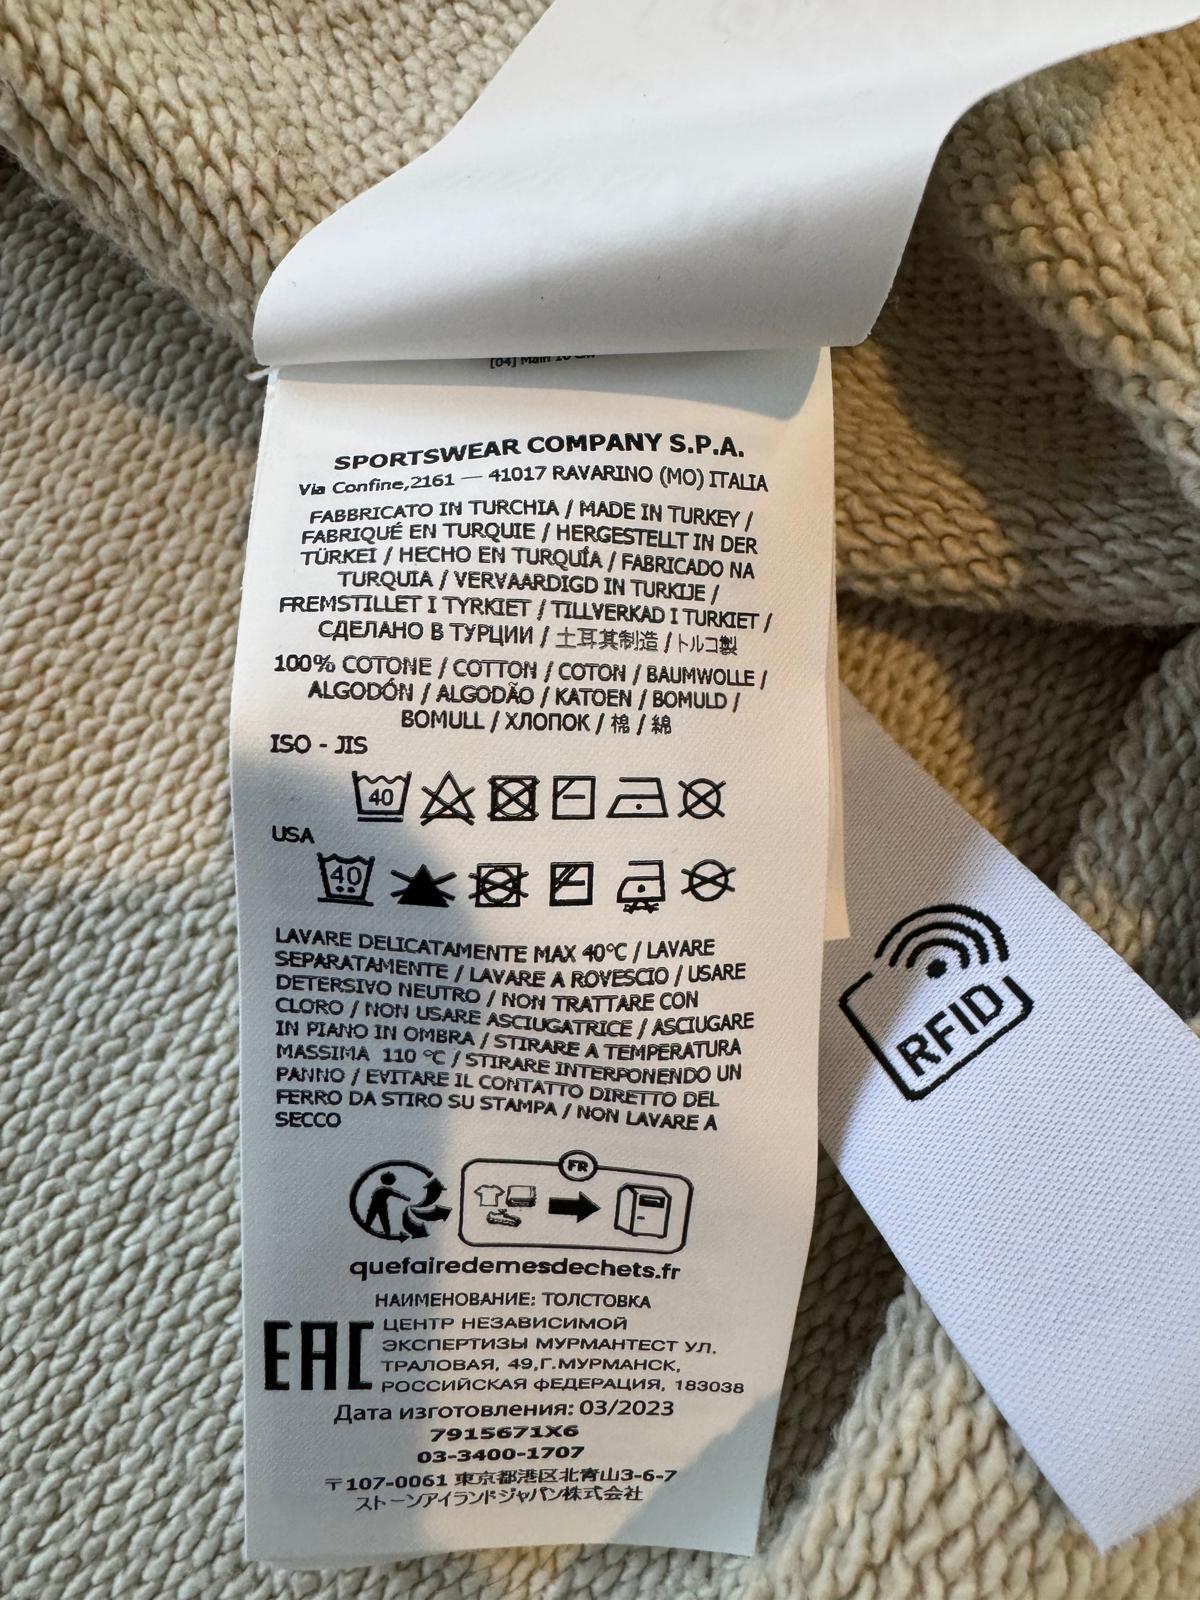 [04] Main 10 Cm
SPORTSWEAR COMPANY S.P.A.
Via Confine,2161 — 41017 RAVARINO (MO) ITALIA
FABBRICATO IN TURCHIA / MADE IN TURKEY /
FABRIQUÉ EN TURQUIE / HERGESTELLT IN DER
TÜRKEI / HECHO EN TURQUÍA / FABRICADO NA
TURQUIA / VERVAARDIGD IN TURKIJE /
FREMSTILLET I TYRKIET / TILLVERKAD I TURKIET /
СДЕЛАНО В ТУРЦИИ / 土耳其制造 / トルコ製
100% COTONE / COTTON / COTON / BAUMWOLLE /
ALGODÓN / ALGODÃO / KATOEN / BOMULD /
BOMULL / ХЛОПОК / 棉 / 綿
ISO - JIS
40
USA
40
LAVARE DELICATAMENTE MAX 40°C / LAVARE
SEPARATAMENTE / LAVARE A ROVESCIO / USARE
DETERSIVO NEUTRO / NON TRATTARE CON
CLORO / NON USARE ASCIUGATRICE / ASCIUGARE
IN PIANO IN OMBRA / STIRARE A TEMPERATURA
MASSIMA 110 °C / STIRARE INTERPONENDO UN
PANNO / EVITARE IL CONTATTO DIRETTO DEL
FERRO DA STIRO SU STAMPA / NON LAVARE A
SECCO
FR
quefairedemesdechets.fr
НАИМЕНОВАНИЕ: ТОЛСТОВКА
EAC
ЦЕНТР НЕЗАВИСИМОЙ
ЭКСПЕРТИЗЫ МУРМАНТЕСТ УЛ.
ТРАЛОВАЯ, 49,Г.МУРМАНСК,
РОССИЙСКАЯ ФЕДЕРАЦИЯ, 183038
Дата изготовления: 03/2023
7915671X6
03-3400-1707
〒107-0061 東京都港区北青山3-6-7
ストーンアイランドジャパン株式会社
RFID